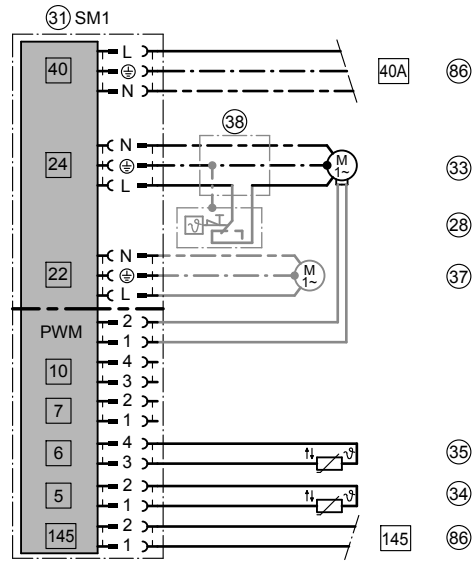 31 SM1
L
40 ⏚ 40A 86
N
38
N
24 ⏚ M 1~ 33
L
ϑ 28
N
22 ⏚ M 1~ 37
L
2
PWM 1
4
10 3
2
7 1
4
6 3 ϑ 35
2
5 1 ϑ 34
2
145 1 145 86